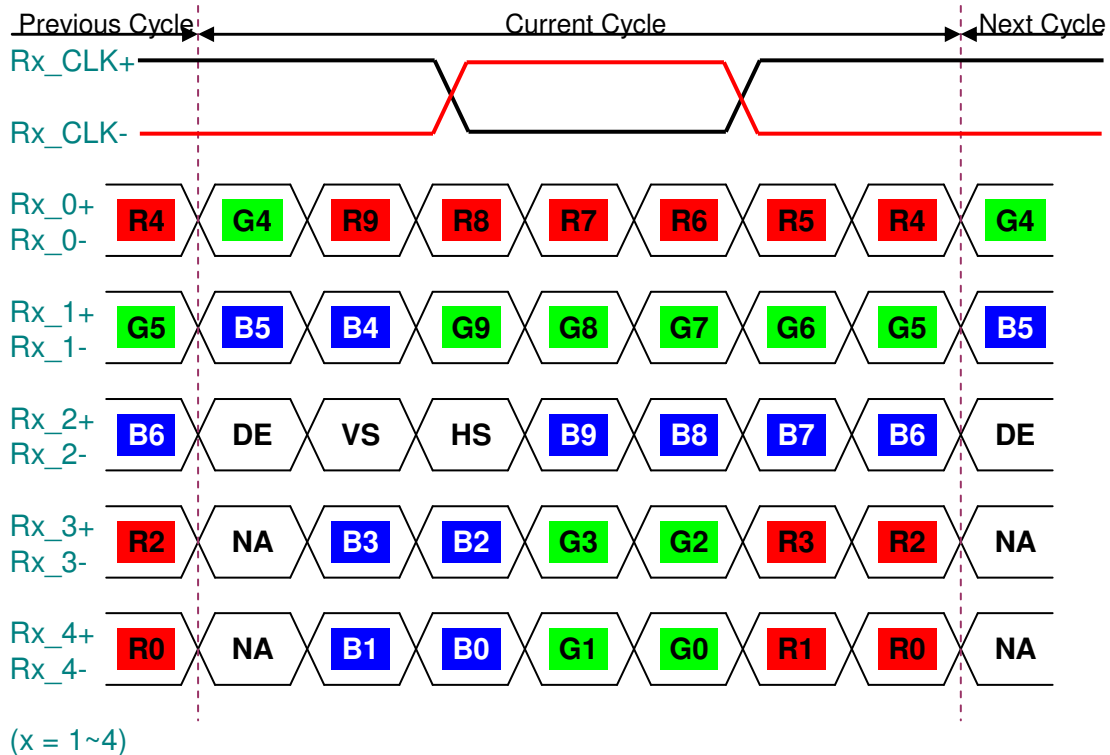 Previous Cycle Current Cycle Next Cycle
Rx_CLK+
Rx_CLK-
Rx_0+
Rx_0-
R4 G4 R9 R8 R7 R6 R5 R4 G4
Rx_1+
Rx_1-
G5 B5 B4 G9 G8 G7 G6 G5 B5
Rx_2+
Rx_2-
B6 DE VS HS B9 B8 B7 B6 DE
Rx_3+
Rx_3-
R2 NA B3 B2 G3 G2 R3 R2 NA
Rx_4+
Rx_4-
R0 NA B1 B0 G1 G0 R1 R0 NA
(x = 1~4)